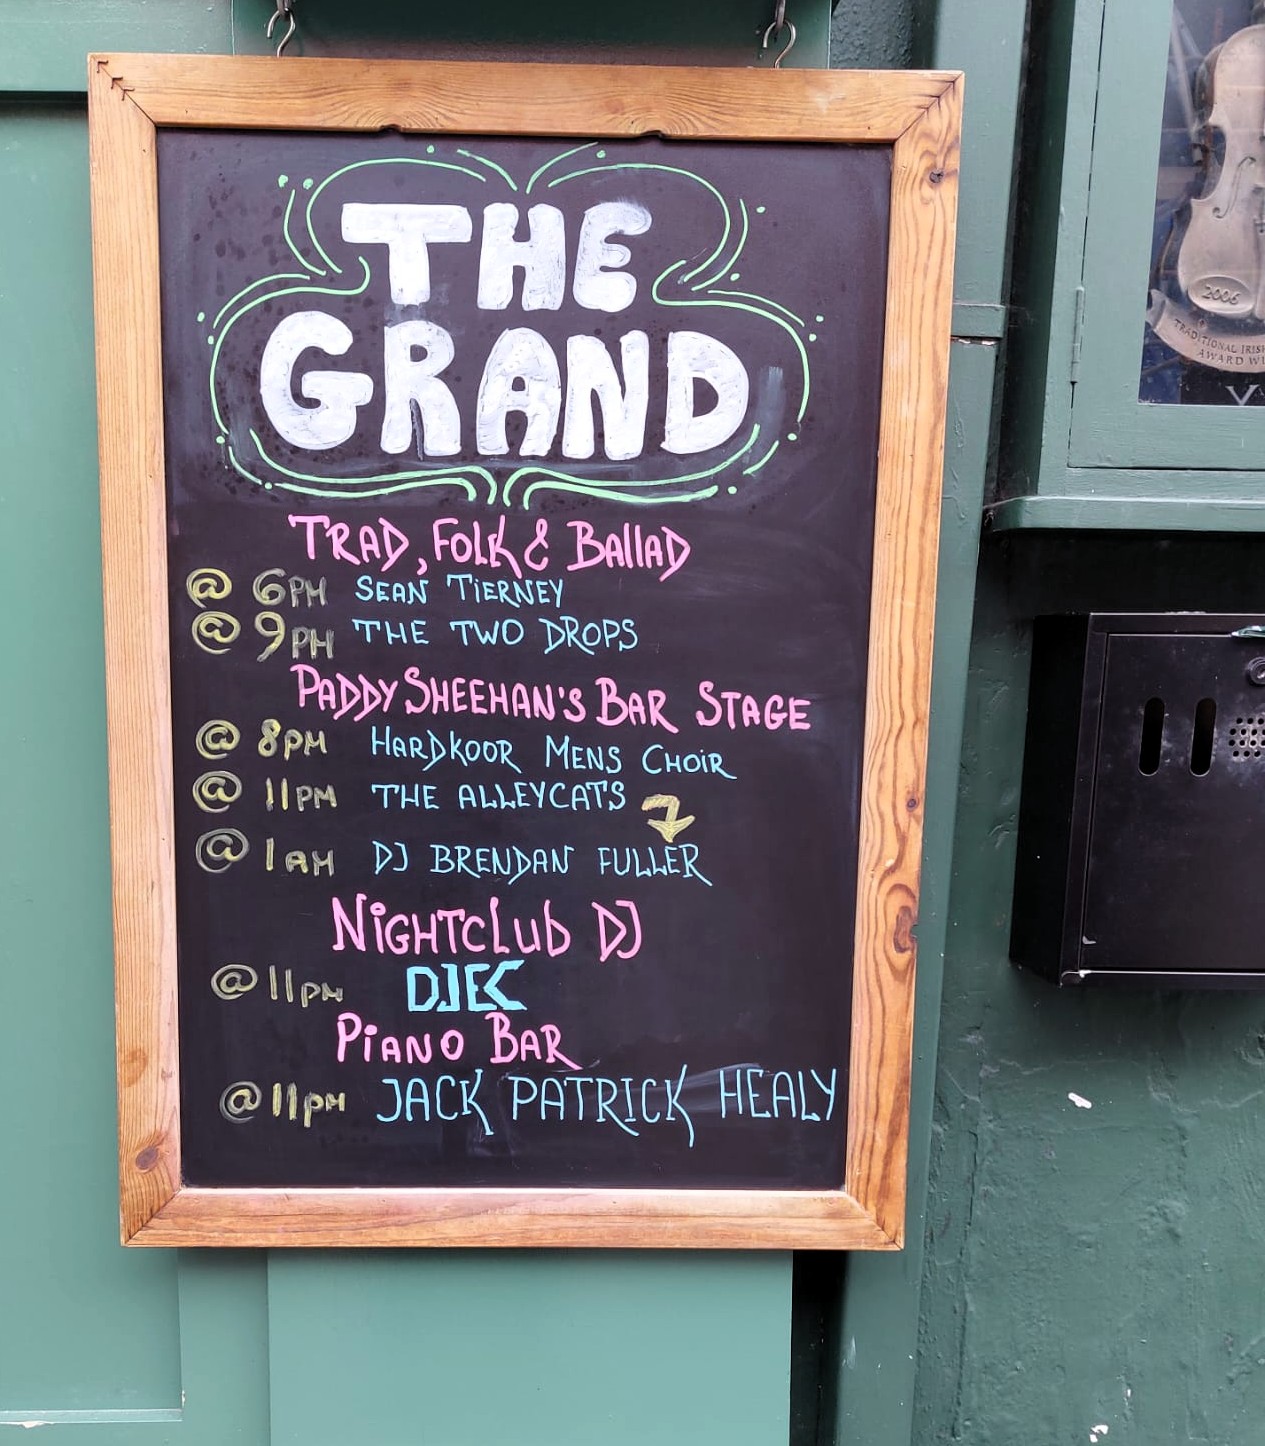 THE
GRAND
TRAD, FOLK & BALLAD
@ 6PM SEAN TIERNEY
@ 9PM THE TWO DROPS
PADDY SHEEHAN'S BAR STAGE
@ 8PM HARDKOOR MENS CHOIR
@ 11PM THE ALLEYCATS
@ 1AM DJ BRENDAN FULLER
NIGHTCLUB DJ
@11PM DJEC
PIANO BAR
@11PM JACK PATRICK HEALY
2006
TRADITIONAL
AWARD